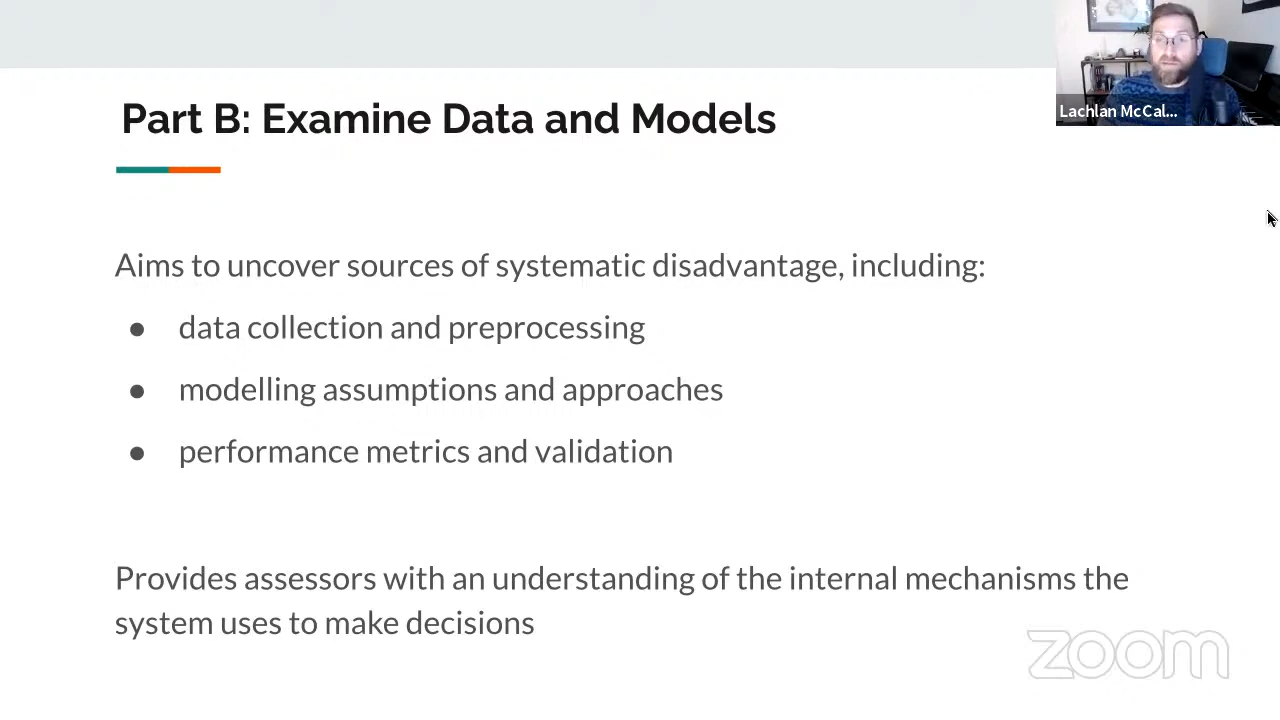 Part B: Examine Data and Models
Lachlan McCal...
Aims to uncover sources of systematic disadvantage, including:
● data collection and preprocessing
● modelling assumptions and approaches
● performance metrics and validation
Provides assessors with an understanding of the internal mechanisms the
system uses to make decisions
zoom